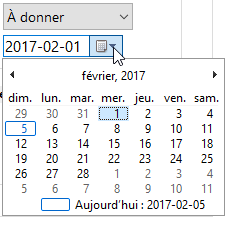 À donner
2017-02-01
février, 2017
dim. lun. mar. mer. jeu. ven. sam.
29 30 31 1 2 3 4
5 6 7 8 9 10 11
12 13 14 15 16 17 18
19 20 21 22 23 24 25
26 27 28 1 2 3 4
5 6 7 8 9 10 11
Aujourd'hui : 2017-02-05